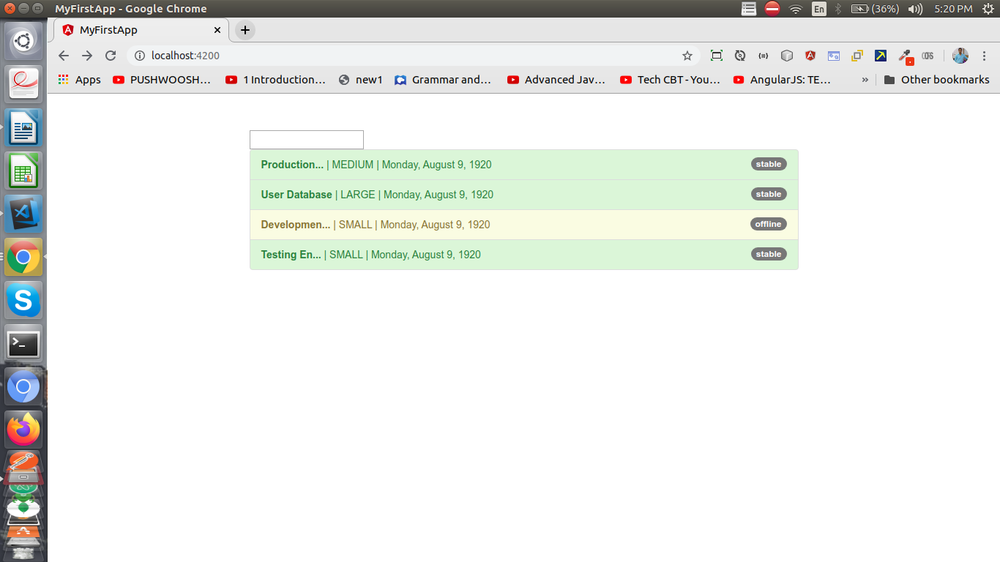 MyFirstApp - Google Chrome
En
(36%)
5:20 PM
MyFirstApp
localhost:4200
Apps
PUSHWOOSH...
1 Introduction...
new1
Grammar and...
Advanced Jav...
Tech CBT - You...
AngularJS: TE...
»
Other bookmarks
Production... | MEDIUM | Monday, August 9, 1920
stable
User Database | LARGE | Monday, August 9, 1920
stable
Developmen... | SMALL | Monday, August 9, 1920
offline
Testing En... | SMALL | Monday, August 9, 1920
stable